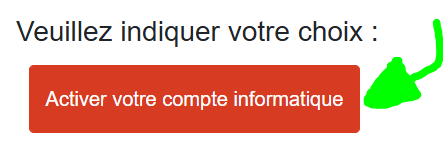 Veuillez indiquer votre choix :
Activer votre compte informatique